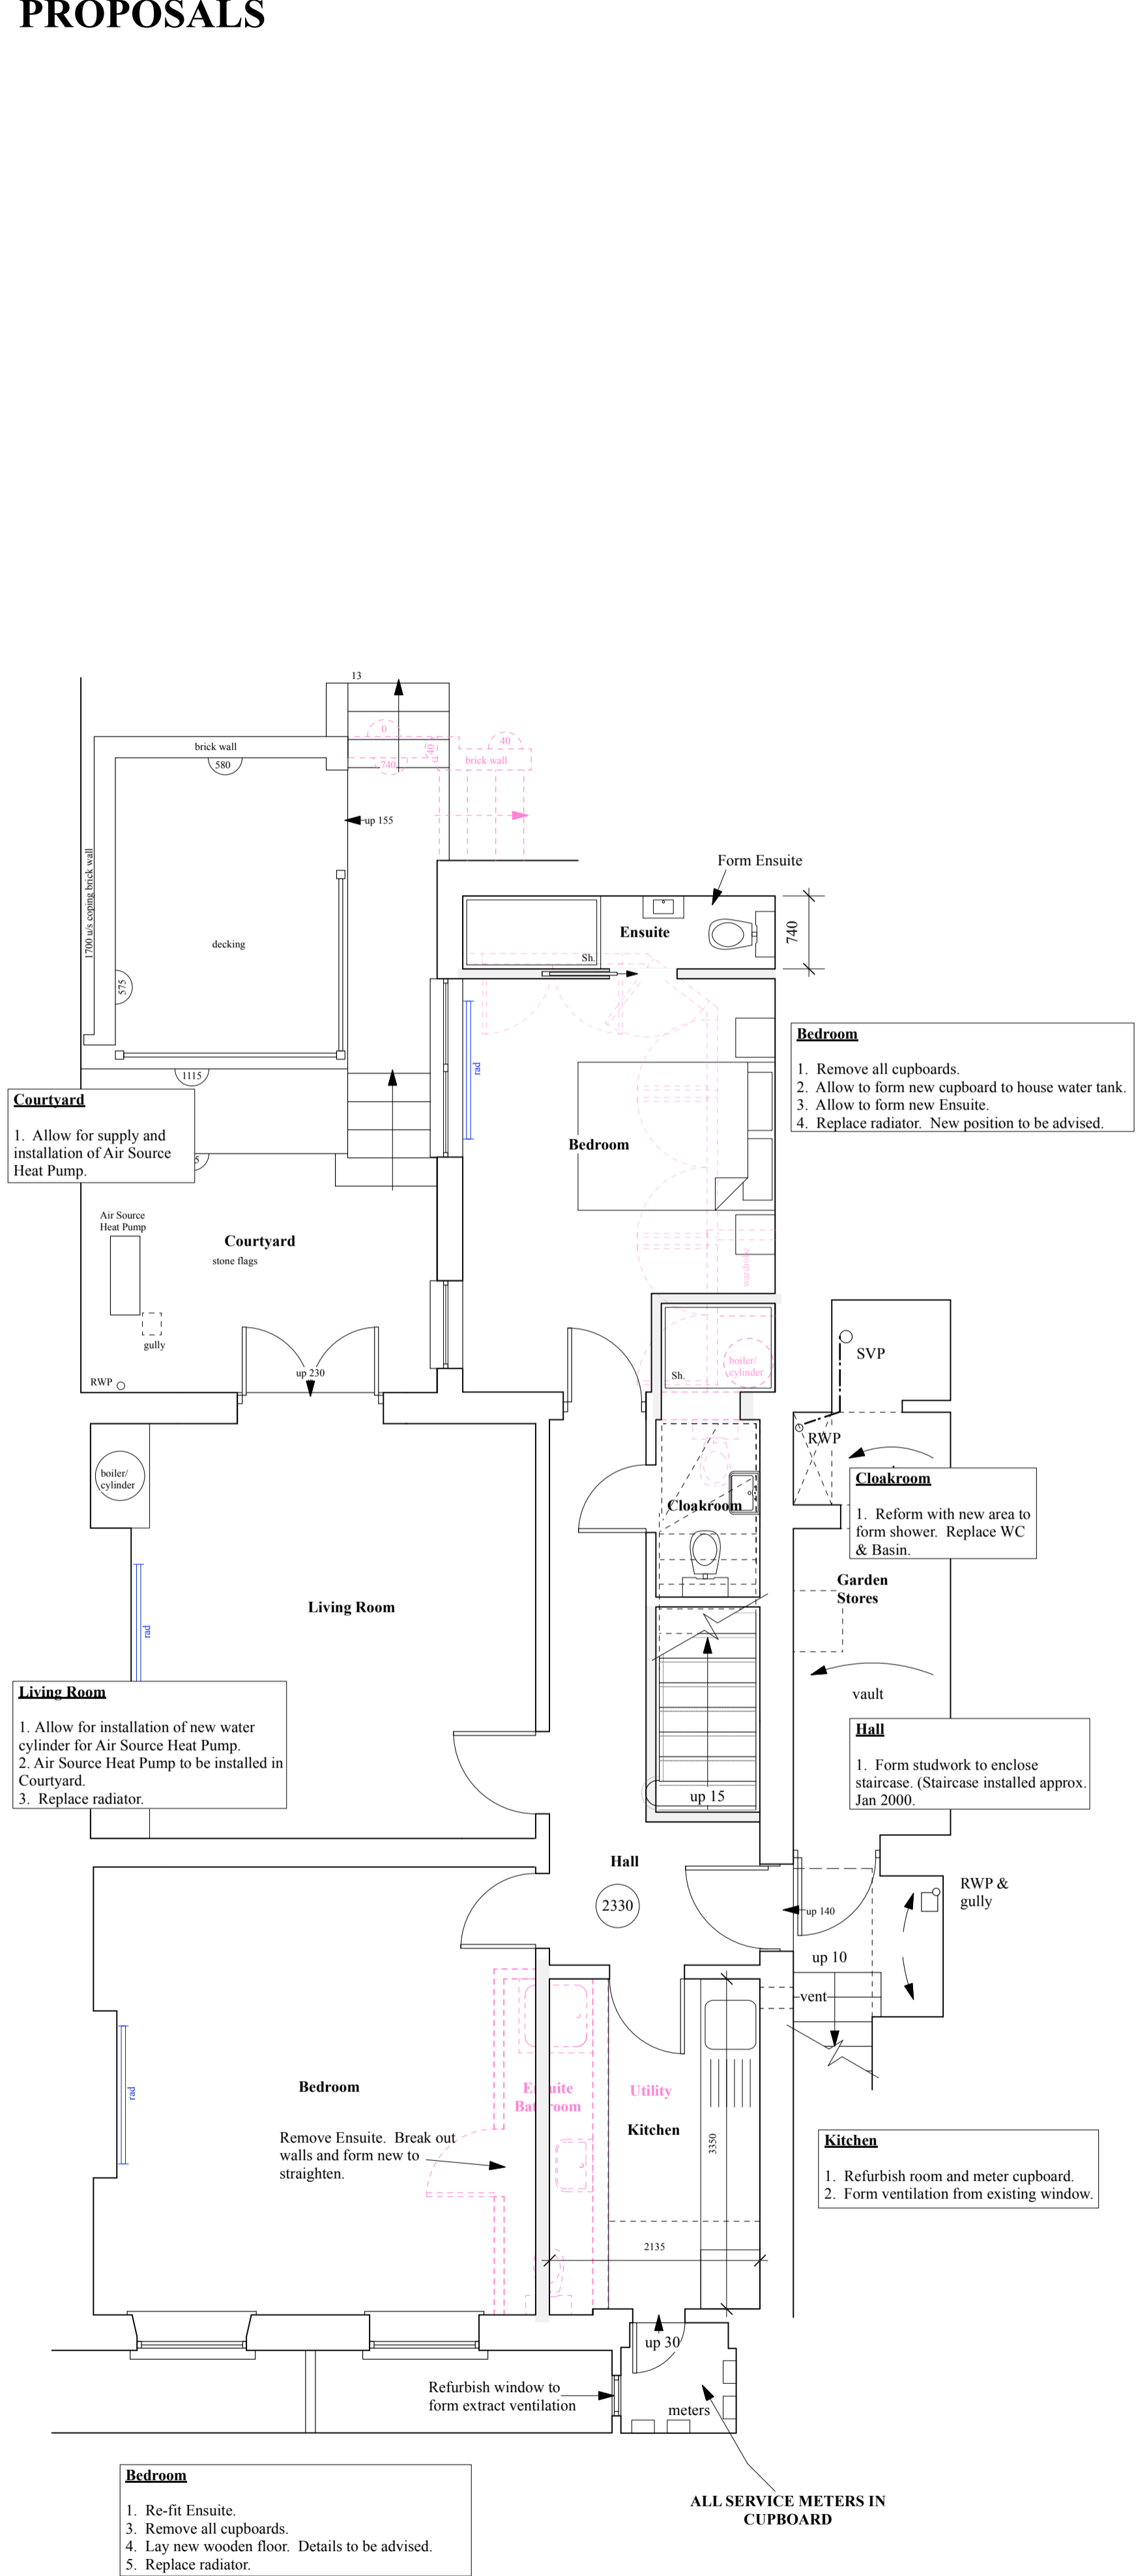 PROPOSALS
13
0
40
740
40
brick wall
brick wall
580
up 155
1700 u/s coping brick wall
decking
575
Form Ensuite
Ensuite
740
Sh.
rad
1115
Courtyard
1. Allow for supply and
installation of Air Source
Heat Pump.
5
Bedroom
1. Remove all cupboards.
2. Allow to form new cupboard to house water tank.
3. Allow to form new Ensuite.
4. Replace radiator. New position to be advised.
Bedroom
Air Source
Heat Pump
Courtyard
stone flags
wardrobe
gully
RWP
up 230
boiler/
cylinder
Sh.
SVP
RWP
boiler/
cylinder
Cloakroom
Cloakroom
1. Reform with new area to
form shower. Replace WC
& Basin.
Garden
Stores
Living Room
rad
vault
Living Room
1. Allow for installation of new water
cylinder for Air Source Heat Pump.
2. Air Source Heat Pump to be installed in
Courtyard.
3. Replace radiator.
Hall
1. Form studwork to enclose
staircase. (Staircase installed approx.
Jan 2000.
up 15
Hall
2330
RWP &
gully
up 140
up 10
vent
Bedroom
rad
Ensuite
Bathroom
Utility
Kitchen
Remove Ensuite. Break out
walls and form new to
straighten.
3350
2135
Kitchen
1. Refurbish room and meter cupboard.
2. Form ventilation from existing window.
up 30
Refurbish window to
form extract ventilation
meters
Bedroom
1. Re-fit Ensuite.
3. Remove all cupboards.
4. Lay new wooden floor. Details to be advised.
5. Replace radiator.
ALL SERVICE METERS IN
CUPBOARD